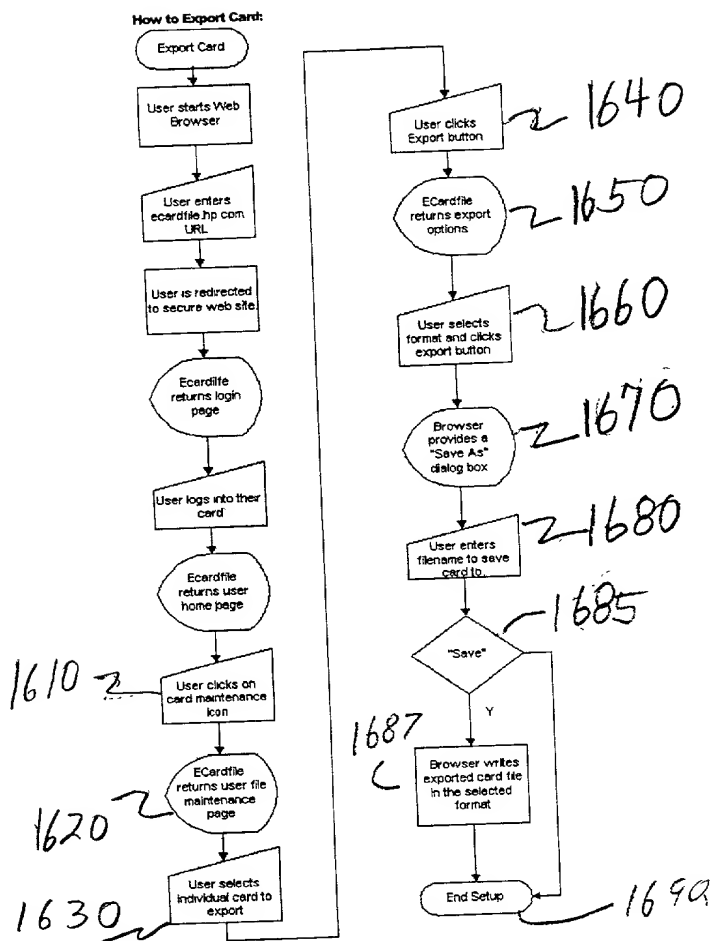 How to Export Card:
Export Card
User starts Web
Browser
User enters
ecardfile.hp.com
URL
User is redirected
to secure web site.
Ecardilfe
returns login
page
User logs into their
card
Ecardfile
returns user
home page
1610
User clicks on
card maintenance
icon
ECardfile
returns user file
maintenance
page
1620
User selects
individual card to
export
1630
User clicks
Export button
1640
ECardfile
returns export
options
1650
User selects
format and clicks
export button
1660
Browser
provides a
"Save As"
dialog box
1670
User enters
filename to save
card to.
1680
"Save"
1685
Y
1687
Browser writes
exported card file
in the selected
format
End Setup
1690